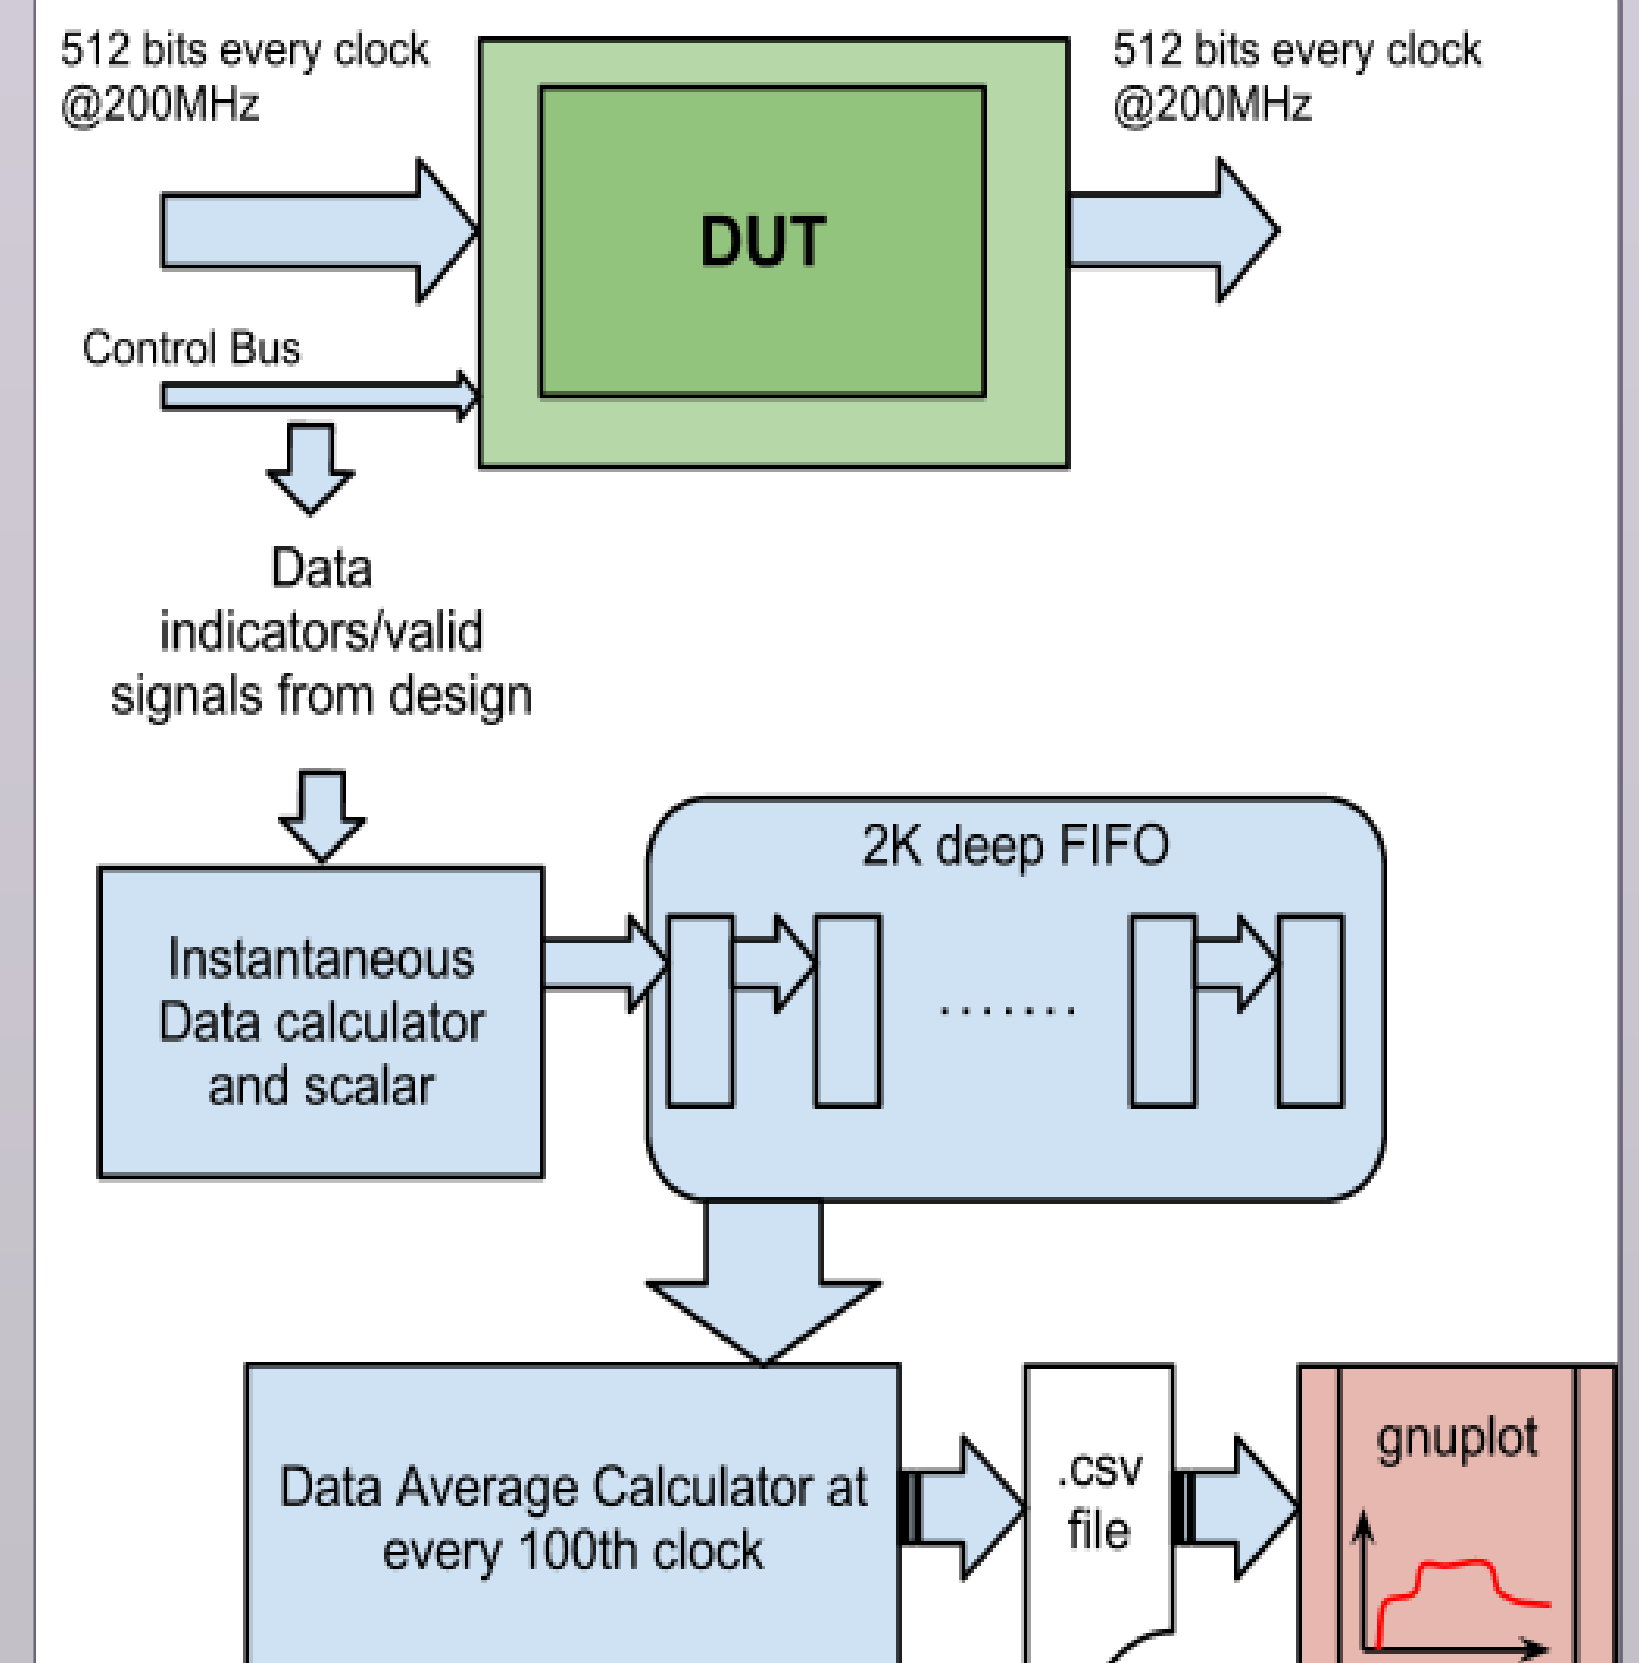 512 bits every clock
@200MHz
512 bits every clock
@200MHz
DUT
Control Bus
Data
indicators/valid
signals from design
2K deep FIFO
Instantaneous
Data calculator
and scalar
.......
Data Average Calculator at
every 100th clock
.csv
file
gnuplot